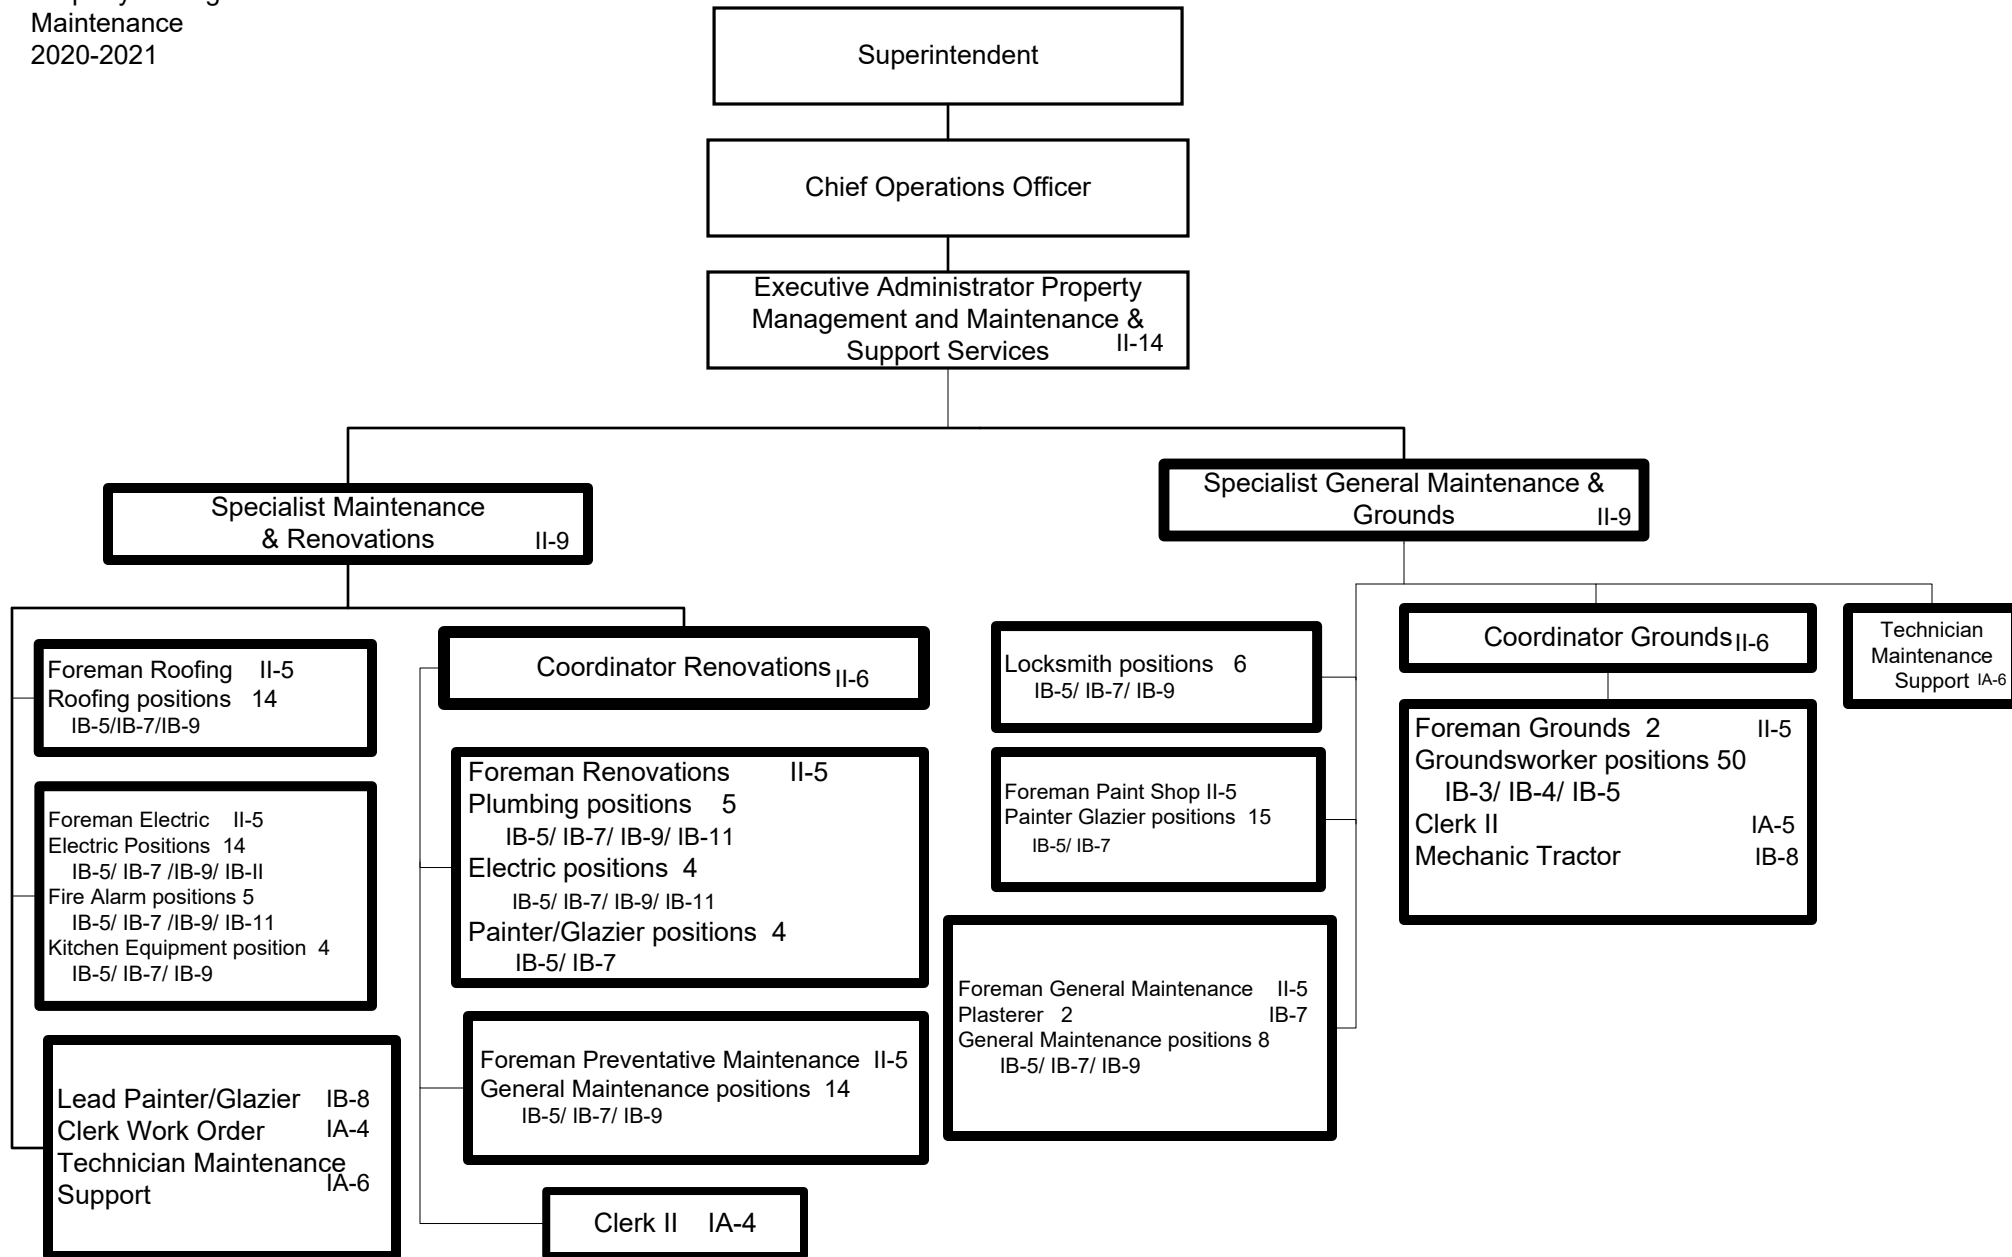 Maintenance
2020-2021
Superintendent
Chief Operations Officer
Executive Administrator Property
Management and Maintenance &
Support Services II-14
Specialist Maintenance
& Renovations II-9
Specialist General Maintenance &
Grounds II-9
Foreman Roofing II-5
Roofing positions 14
IB-5/IB-7/IB-9
Foreman Electric II-5
Electric Positions 14
IB-5/ IB-7 /IB-9/ IB-II
Fire Alarm positions 5
IB-5/ IB-7 /IB-9/ IB-11
Kitchen Equipment position 4
IB-5/ IB-7/ IB-9
Lead Painter/Glazier IB-8
Clerk Work Order IA-4
Technician Maintenance
Support IA-6
Coordinator Renovations II-6
Foreman Renovations II-5
Plumbing positions 5
IB-5/ IB-7/ IB-9/ IB-11
Electric positions 4
IB-5/ IB-7/ IB-9/ IB-11
Painter/Glazier positions 4
IB-5/ IB-7
Foreman Preventative Maintenance II-5
General Maintenance positions 14
IB-5/ IB-7/ IB-9
Clerk II IA-4
Locksmith positions 6
IB-5/ IB-7/ IB-9
Foreman Paint Shop II-5
Painter Glazier positions 15
IB-5/ IB-7
Foreman General Maintenance II-5
Plasterer 2 IB-7
General Maintenance positions 8
IB-5/ IB-7/ IB-9
Coordinator Grounds II-6
Foreman Grounds 2 II-5
Groundsworker positions 50
IB-3/ IB-4/ IB-5
Clerk II IA-5
Mechanic Tractor IB-8
Technician
Maintenance
Support IA-6